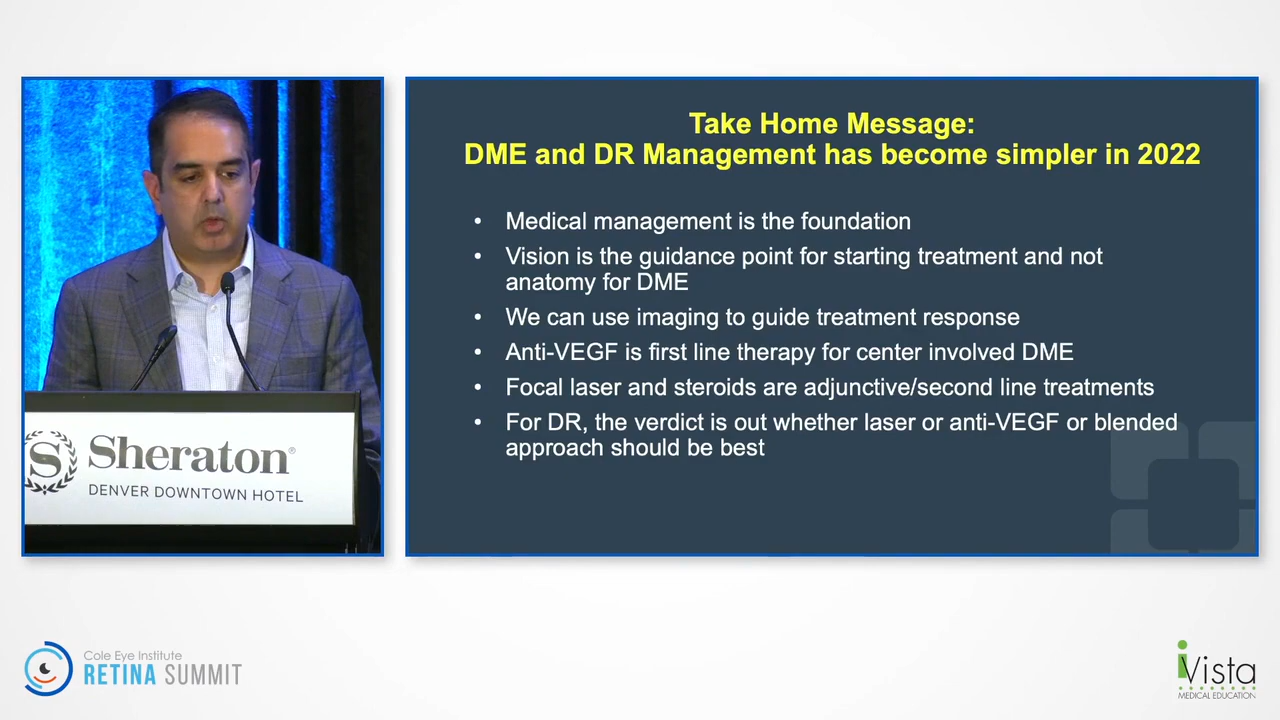 Take Home Message:
DME and DR Management has become simpler in 2022
• Medical management is the foundation
• Vision is the guidance point for starting treatment and not
anatomy for DME
• We can use imaging to guide treatment response
• Anti-VEGF is first line therapy for center involved DME
• Focal laser and steroids are adjunctive/second line treatments
• For DR, the verdict is out whether laser or anti-VEGF or blended
approach should be best
S Sheraton®
DENVER DOWNTOWN HOTEL
Cole Eye Institute
RETINA SUMMIT
iVista
MEDICAL EDUCATION